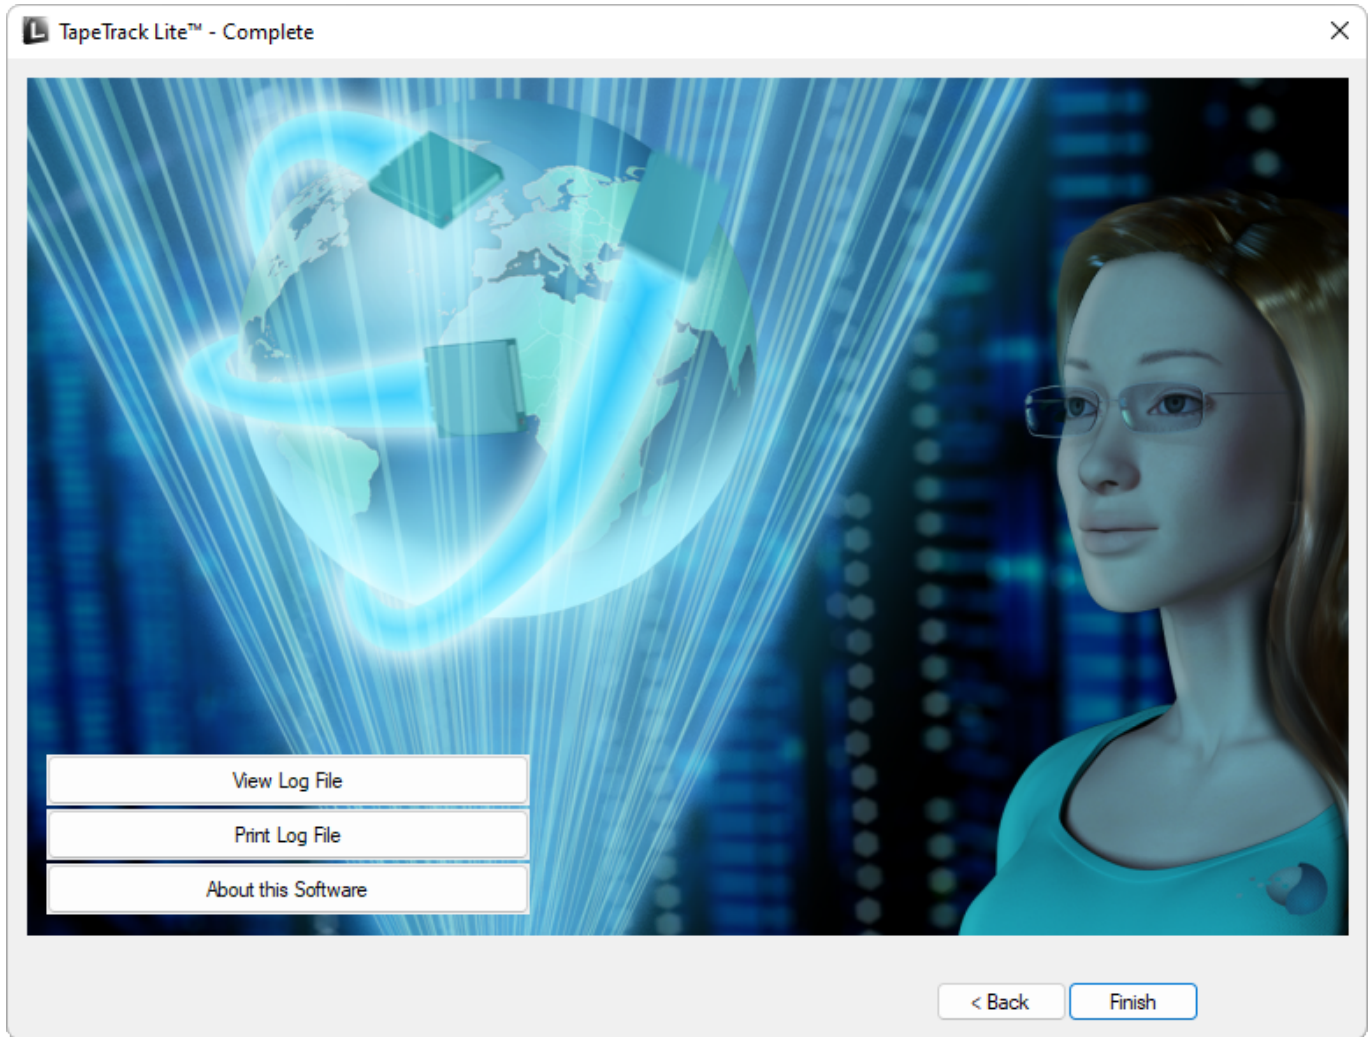 TapeTrack Lite™ - Complete
View Log File
Print Log File
About this Software
< Back
Finish